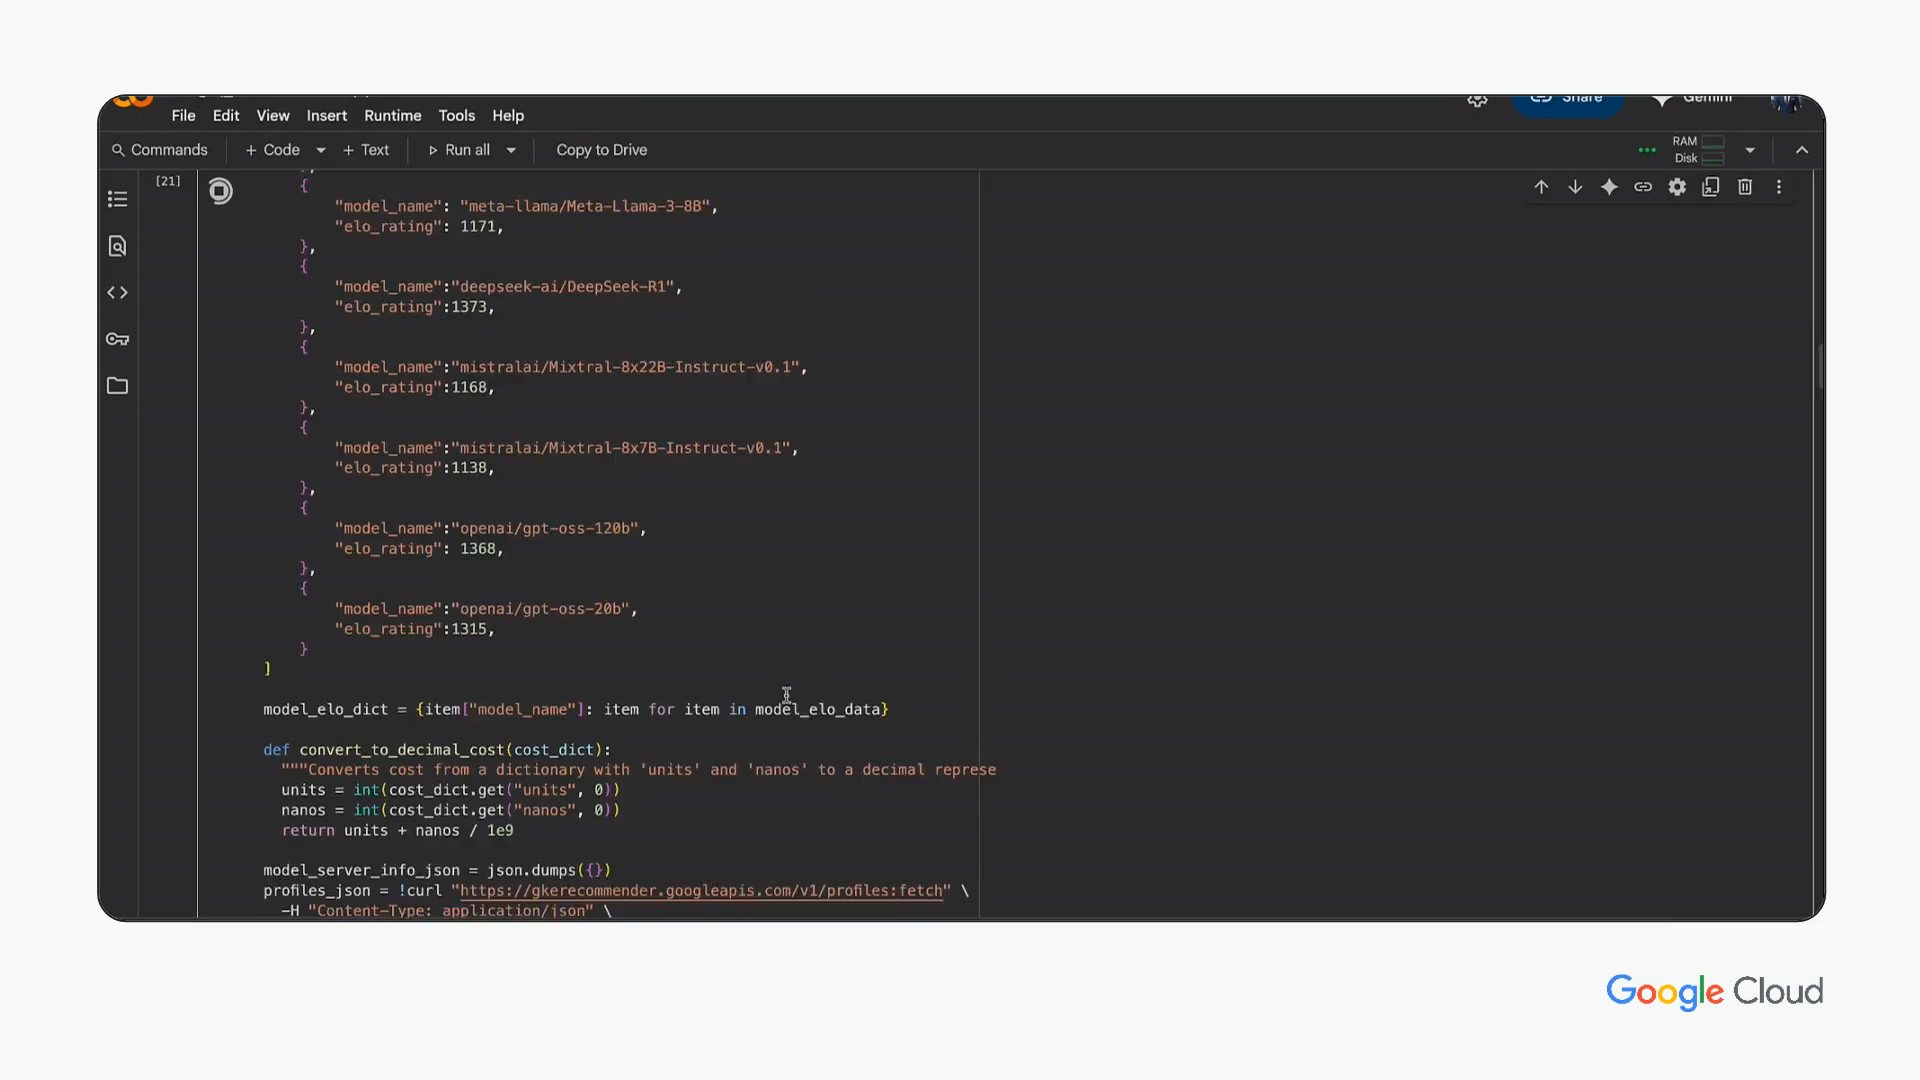 Share
Gemini
File Edit View Insert Runtime Tools Help
Commands + Code + Text Run all Copy to Drive
RAM
Disk
[21]
},
{
"model_name": "meta-llama/Meta-Llama-3-8B",
"elo_rating": 1171,
},
{
"model_name":"deepseek-ai/DeepSeek-R1",
"elo_rating":1373,
},
{
"model_name":"mistralai/Mixtral-8x22B-Instruct-v0.1",
"elo_rating":1168,
},
{
"model_name":"mistralai/Mixtral-8x7B-Instruct-v0.1",
"elo_rating":1138,
},
{
"model_name":"openai/gpt-oss-120b",
"elo_rating": 1368,
},
{
"model_name":"openai/gpt-oss-20b",
"elo_rating":1315,
}
]
model_elo_dict = {item["model_name"]: item for item in model_elo_data}
def convert_to_decimal_cost(cost_dict):
"""Converts cost from a dictionary with 'units' and 'nanos' to a decimal represe
units = int(cost_dict.get("units", 0))
nanos = int(cost_dict.get("nanos", 0))
return units + nanos / 1e9
model_server_info_json = json.dumps({})
profiles_json = !curl "https://gkerecommender.googleapis.com/v1/profiles:fetch" \
-H "Content-Type: application/json" \
Google Cloud